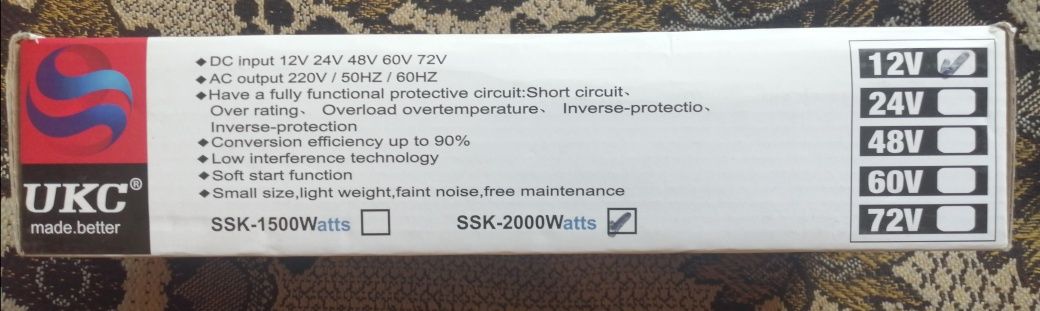 ◆DC input 12V 24V 48V 60V 72V
◆AC output 220V / 50HZ / 60HZ
◆Have a fully functional protective circuit:Short circuit、
Over rating、 Overload overtemperature、 Inverse-protectio、
Inverse-protection
◆Conversion efficiency up to 90%
◆Low interference technology
◆Soft start function
◆Small size,light weight,faint noise,free maintenance
SSK-1500Watts
SSK-2000Watts
UKC®
made.better
12V
24V
48V
60V
72V